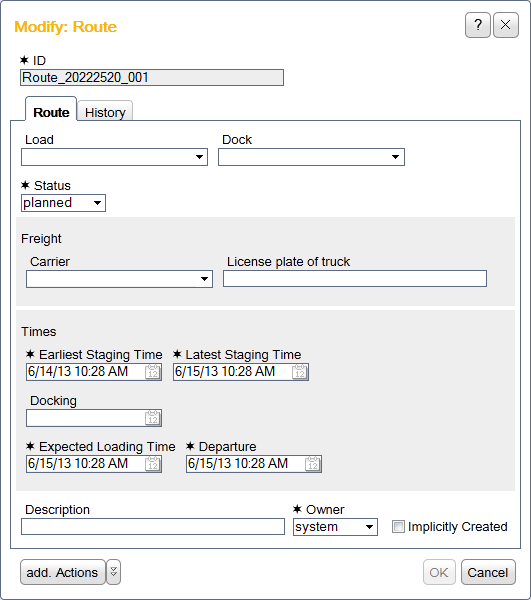 Modify: Route
?
✶ ID
Route_20222520_001
Route History
Load Dock
✶ Status
planned
Freight
Carrier License plate of truck
Times
✶ Earliest Staging Time ✶ Latest Staging Time
6/14/13 10:28 AM 6/15/13 10:28 AM
Docking
✶ Expected Loading Time ✶ Departure
6/15/13 10:28 AM 6/15/13 10:28 AM
Description ✶ Owner
system Implicitly Created
add. Actions OK Cancel